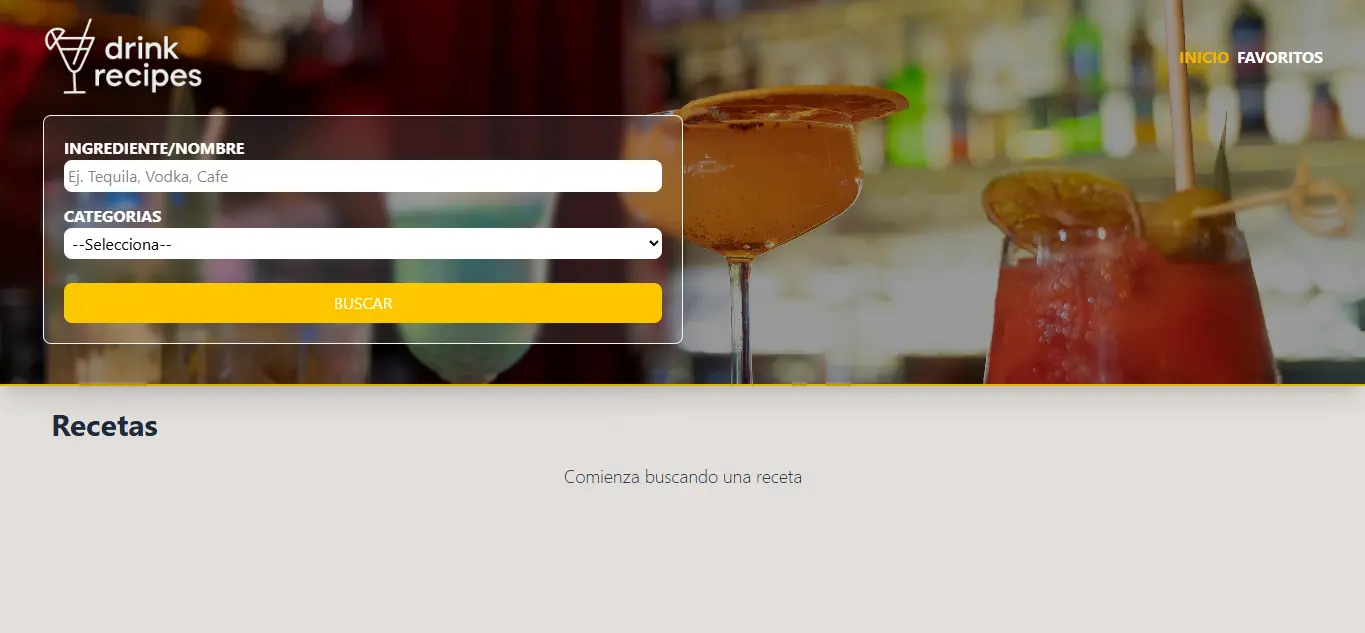 drink
recipes
INICIO FAVORITOS
INGREDIENTE/NOMBRE
Ej. Tequila, Vodka, Cafe
CATEGORIAS
--Selecciona--
BUSCAR
Recetas
Comienza buscando una receta